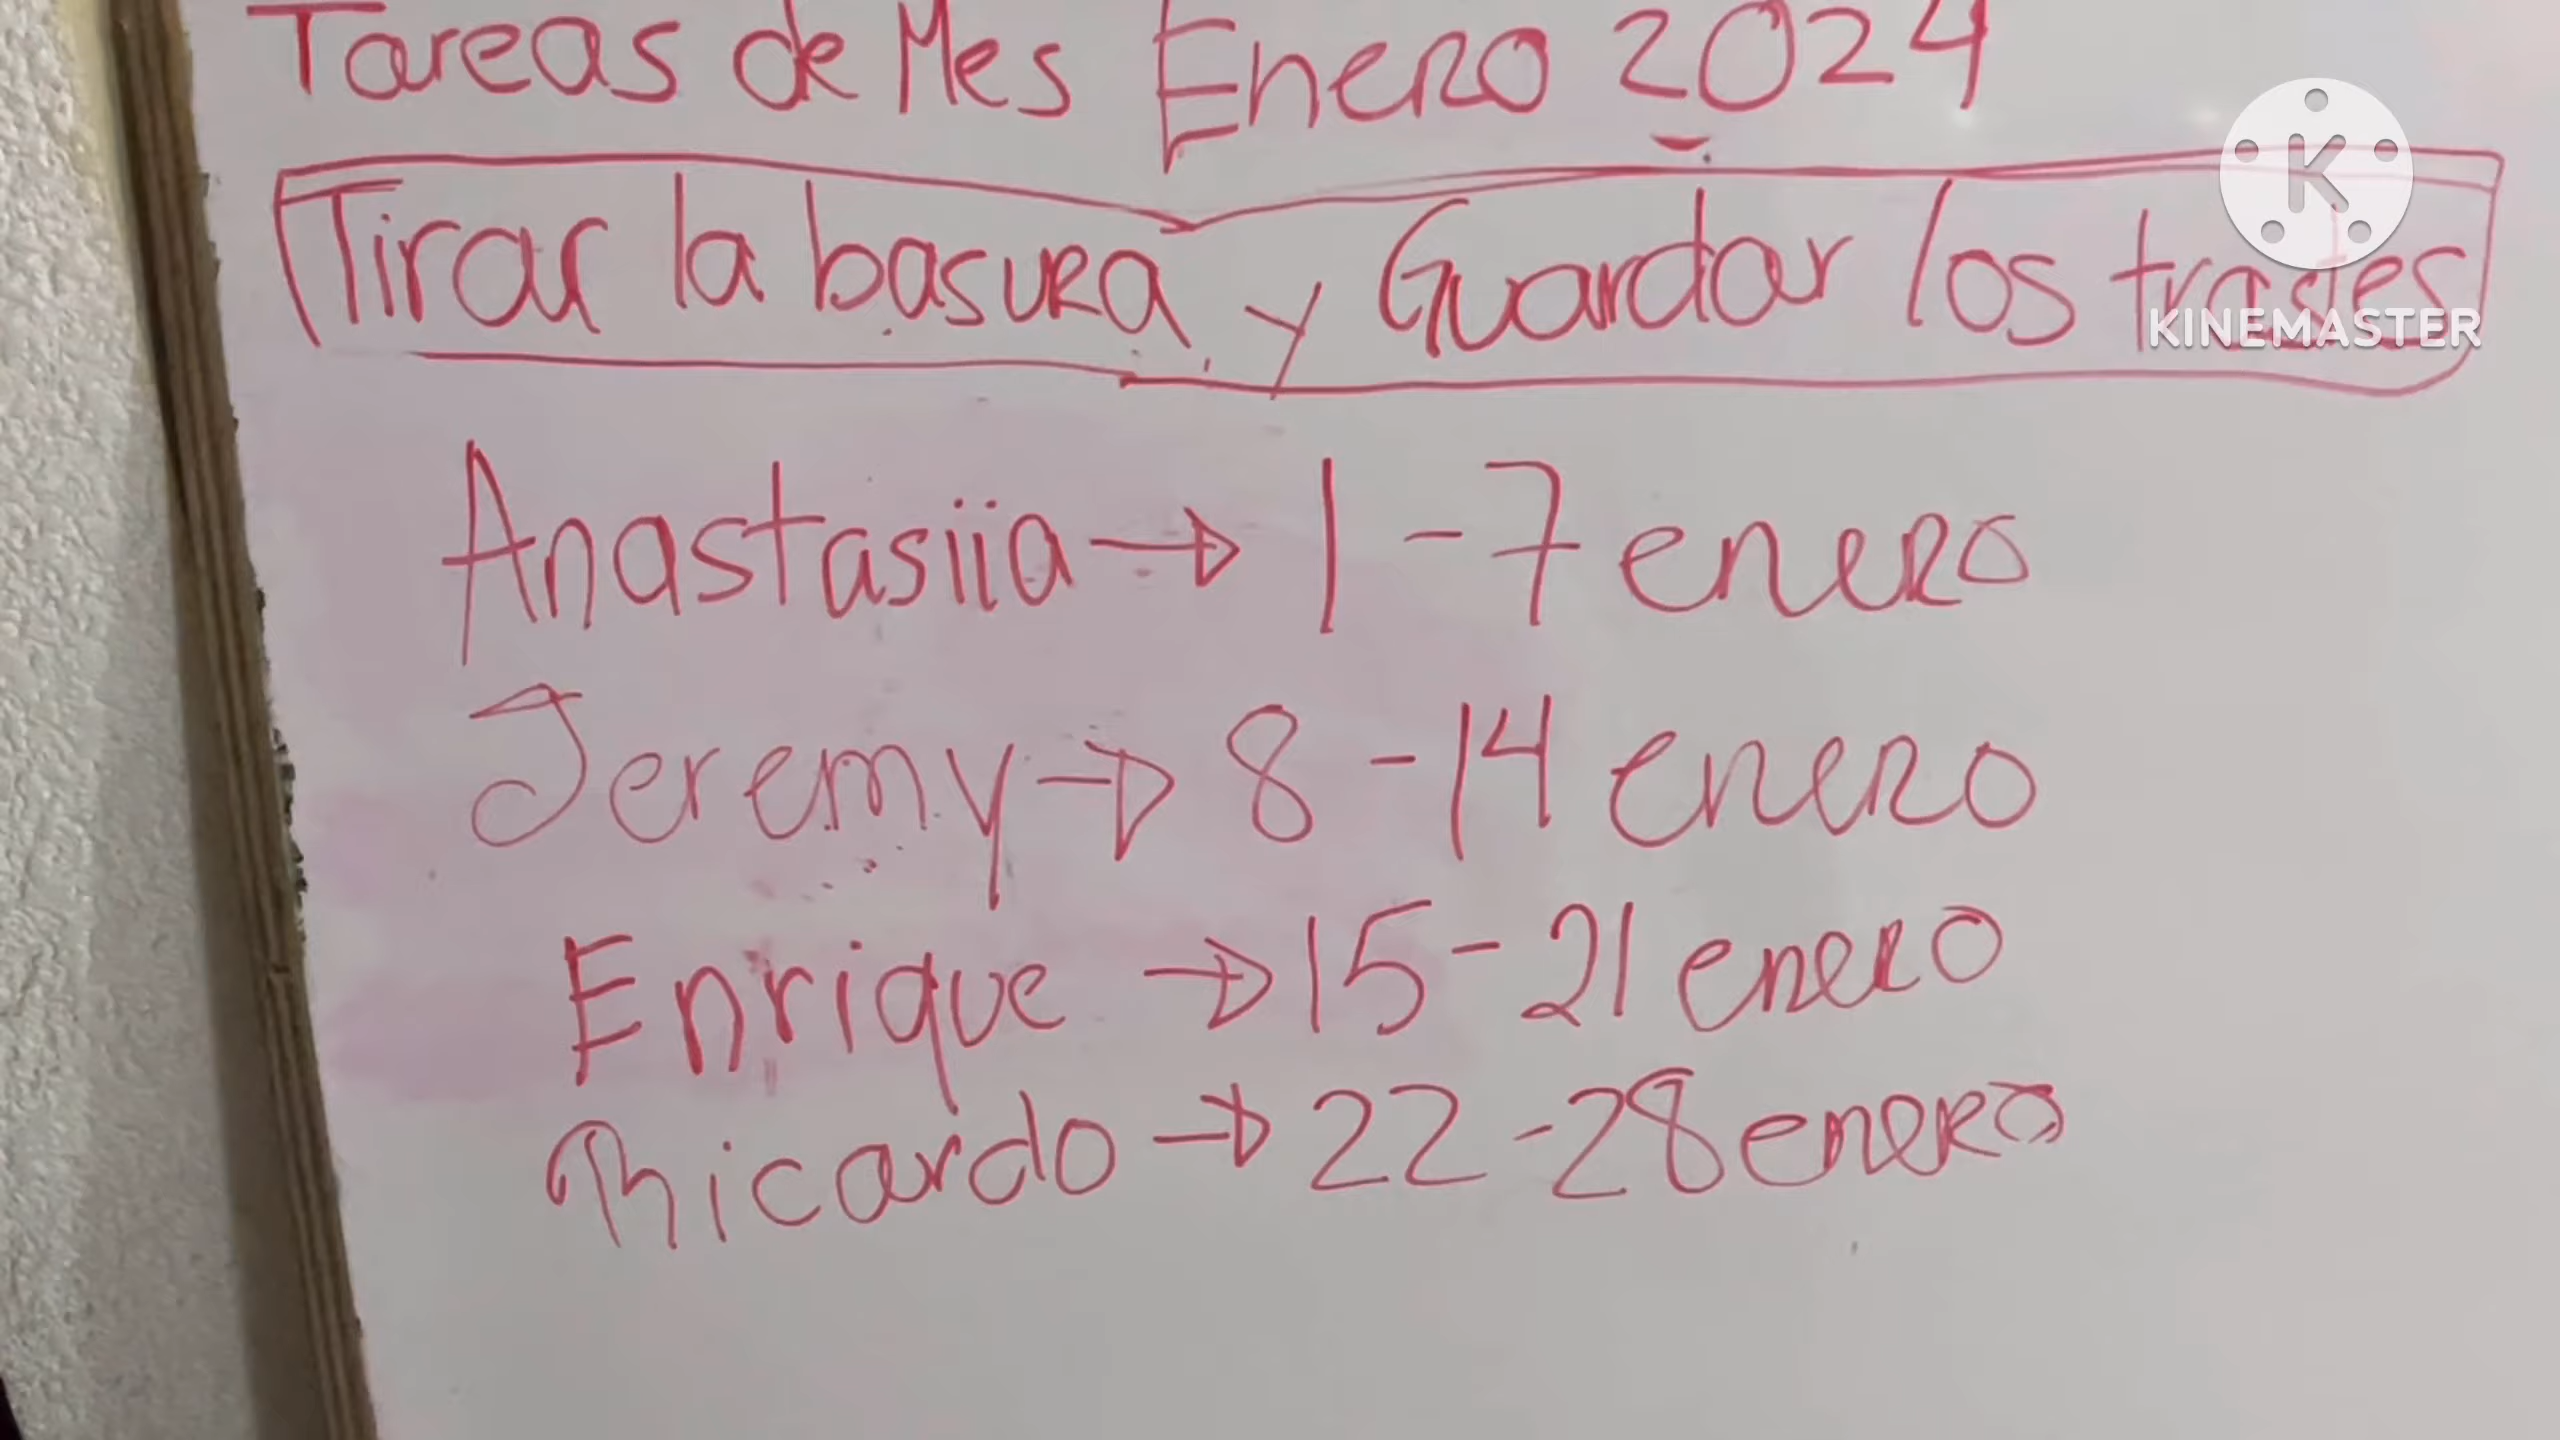 Tareas de Mes Enero 2024
Tirar la basura y Guardar los trastes
KINEMASTER
Anastasiia → 1 - 7 enero
Jeremy → 8 - 14 enero
Enrique → 15 - 21 enero
Ricardo → 22 - 28 enero